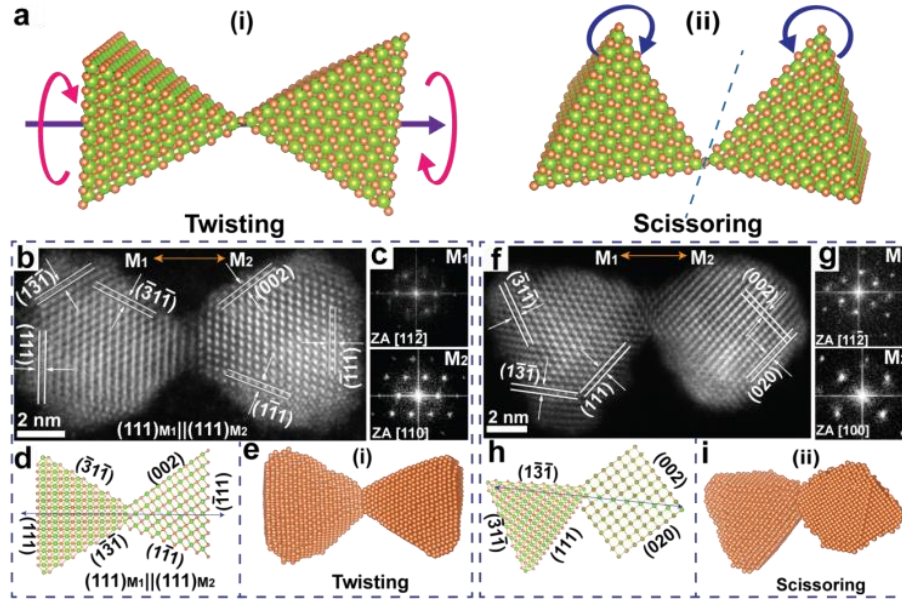 a
(i)
(ii)
Twisting
Scissoring
b
M₁
M₂
(13̄1)
(3̄11̄)
(002)
(111)
(111)
(11̄1)
2 nm
(111)M₁||(111)M₂
c
M₁
ZA [112̄]
M₂
ZA [110]
f
M₁
M₂
(3̄11̄)
(002)
(13̄1)
(111)
(020)
2 nm
g
M
ZA [112̄]
M
ZA [100]
d
(3̄11̄)
(002)
(1̄11)
(111)
(13̄1)
(11̄1)
(111)M₁||(111)M₂
e
(i)
Twisting
h
(13̄1̄)
(002)
(3̄11̄)
(111)
(020)
i
(ii)
Scissoring